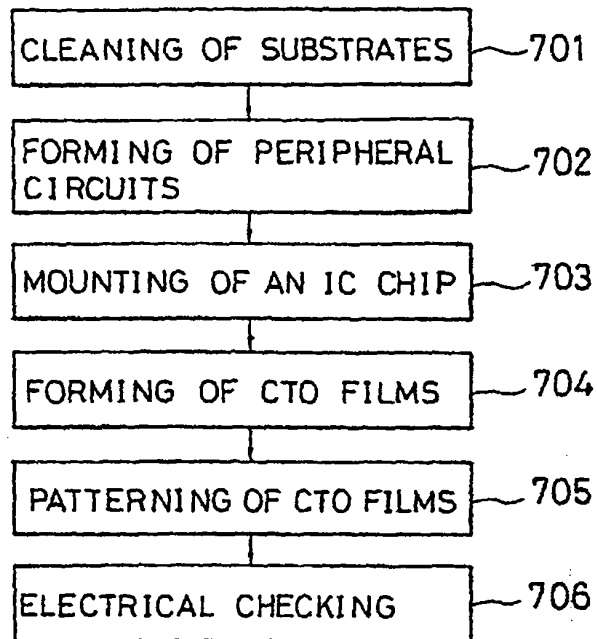 CLEANING OF SUBSTRATES 701
FORMING OF PERIPHERAL
CIRCUITS 702
MOUNTING OF AN IC CHIP 703
FORMING OF CTO FILMS 704
PATTERNING OF CTO FILMS 705
ELECTRICAL CHECKING 706